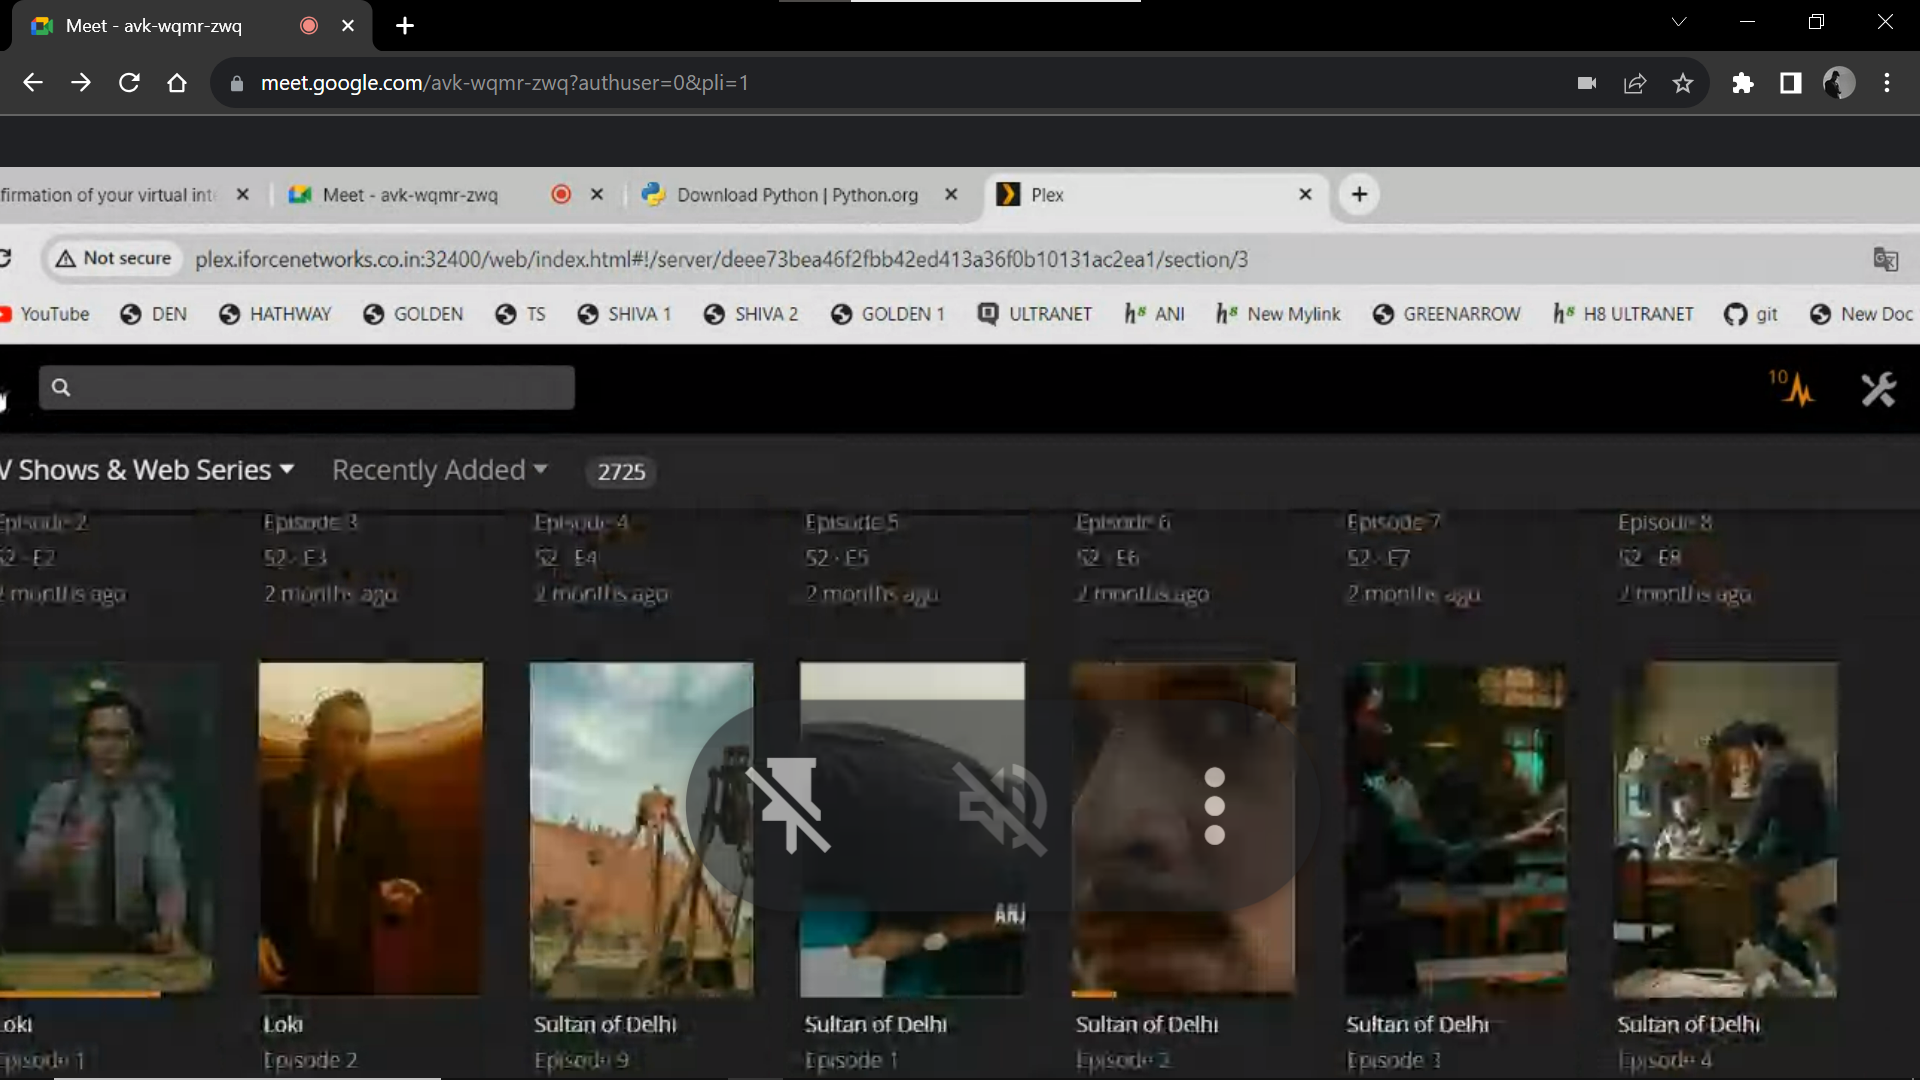 Meet - avk-wqmr-zwq
meet.google.com/avk-wqmr-zwq?authuser=0&pli=1
firmation of your virtual int Meet - avk-wqmr-zwq Download Python | Python.org Plex
Not secure plex.iforcenetworks.co.in:32400/web/index.html#!/server/deee73bea46f2fbb42ed413a36f0b10131ac2ea1/section/3
YouTube DEN HATHWAY GOLDEN TS SHIVA 1 SHIVA 2 GOLDEN 1 ULTRANET h8 ANI h8 New Mylink GREENARROW h8 H8 ULTRANET git New Doc
10
V Shows & Web Series Recently Added 2725
Episode 2 Episode 3 Episode 4 Episode 5 Episode 6 Episode 7 Episode 8
S2 · E2 S2 · E3 S2 · E4 S2 · E5 S2 · E6 S2 · E7 S2 · E8
2 months ago 2 months ago 2 months ago 2 months ago 2 months ago 2 months ago 2 months ago
Loki Loki Sultan of Delhi Sultan of Delhi Sultan of Delhi Sultan of Delhi Sultan of Delhi
Episode 1 Episode 2 Episode 9 Episode 1 Episode 2 Episode 3 Episode 4